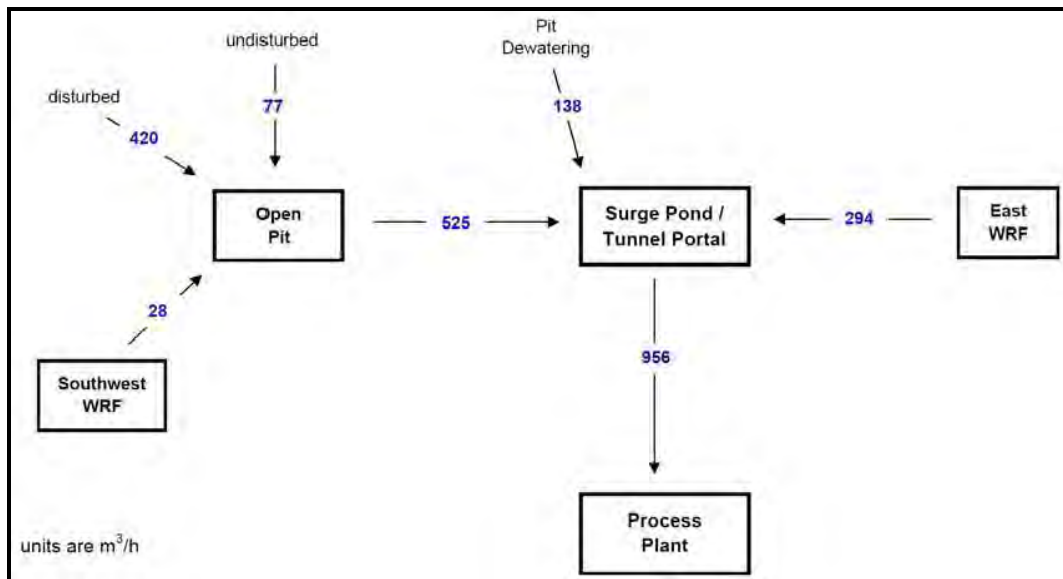 undisturbed
Pit
Dewatering
disturbed
77
138
420
Open
Pit
525
Surge Pond /
Tunnel Portal
294
East
WRF
28
956
Southwest
WRF
Process
Plant
units are m³/h